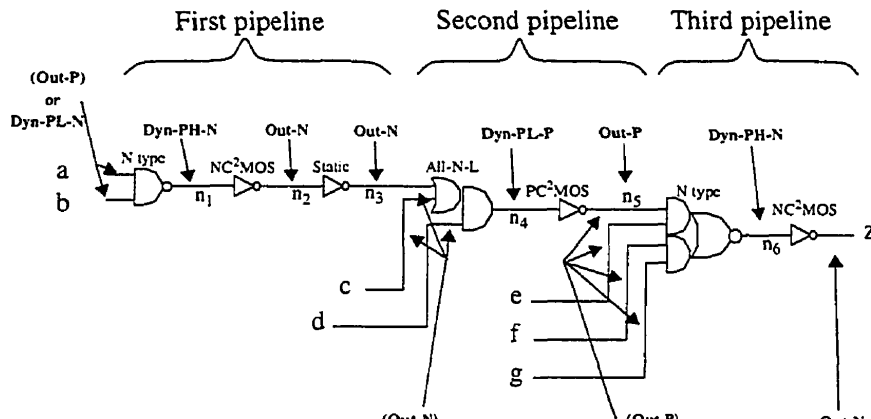 First pipeline Second pipeline Third pipeline
(Out-P)
or
Dyn-PL-N
Dyn-PH-N Out-N Out-N Dyn-PL-P Out-P Dyn-PH-N
a N type NC²MOS Static All-N-L PC²MOS N type NC²MOS
b n₁ n₂ n₃ n₄ n₅ n₆ z
c
d
e
f
g
(Out-N) (Out-P) Out-N